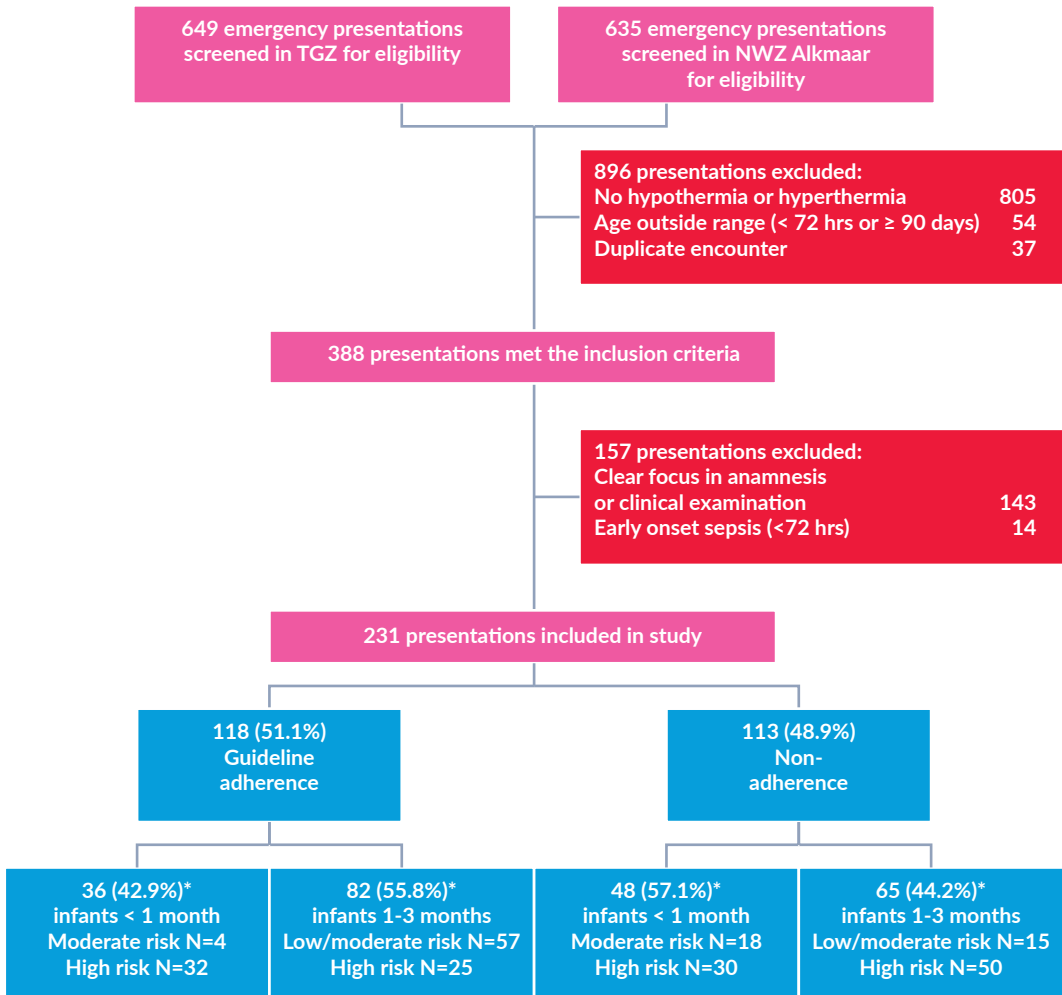 649 emergency presentations
screened in TGZ for eligibility
635 emergency presentations
screened in NWZ Alkmaar
for eligibility
896 presentations excluded:
No hypothermia or hyperthermia 805
Age outside range (< 72 hrs or ≥ 90 days) 54
Duplicate encounter 37
388 presentations met the inclusion criteria
157 presentations excluded:
Clear focus in anamnesis
or clinical examination 143
Early onset sepsis (<72 hrs) 14
231 presentations included in study
118 (51.1%)
Guideline
adherence
113 (48.9%)
Non-
adherence
36 (42.9%)*
infants < 1 month
Moderate risk N=4
High risk N=32
82 (55.8%)*
infants 1-3 months
Low/moderate risk N=57
High risk N=25
48 (57.1%)*
infants < 1 month
Moderate risk N=18
High risk N=30
65 (44.2%)*
infants 1-3 months
Low/moderate risk N=15
High risk N=50